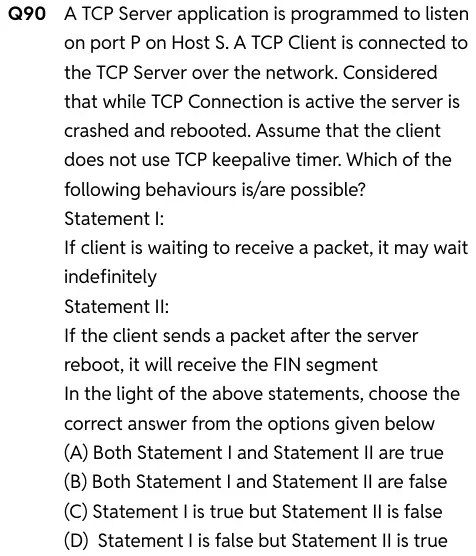 Q90 A TCP Server application is programmed to listen
on port P on Host S. A TCP Client is connected to
the TCP Server over the network. Considered
that while TCP Connection is active the server is
crashed and rebooted. Assume that the client
does not use TCP keepalive timer. Which of the
following behaviours is/are possible?
Statement I:
If client is waiting to receive a packet, it may wait
indefinitely
Statement II:
If the client sends a packet after the server
reboot, it will receive the FIN segment
In the light of the above statements, choose the
correct answer from the options given below
(A) Both Statement I and Statement II are true
(B) Both Statement I and Statement II are false
(C) Statement I is true but Statement II is false
(D) Statement I is false but Statement II is true